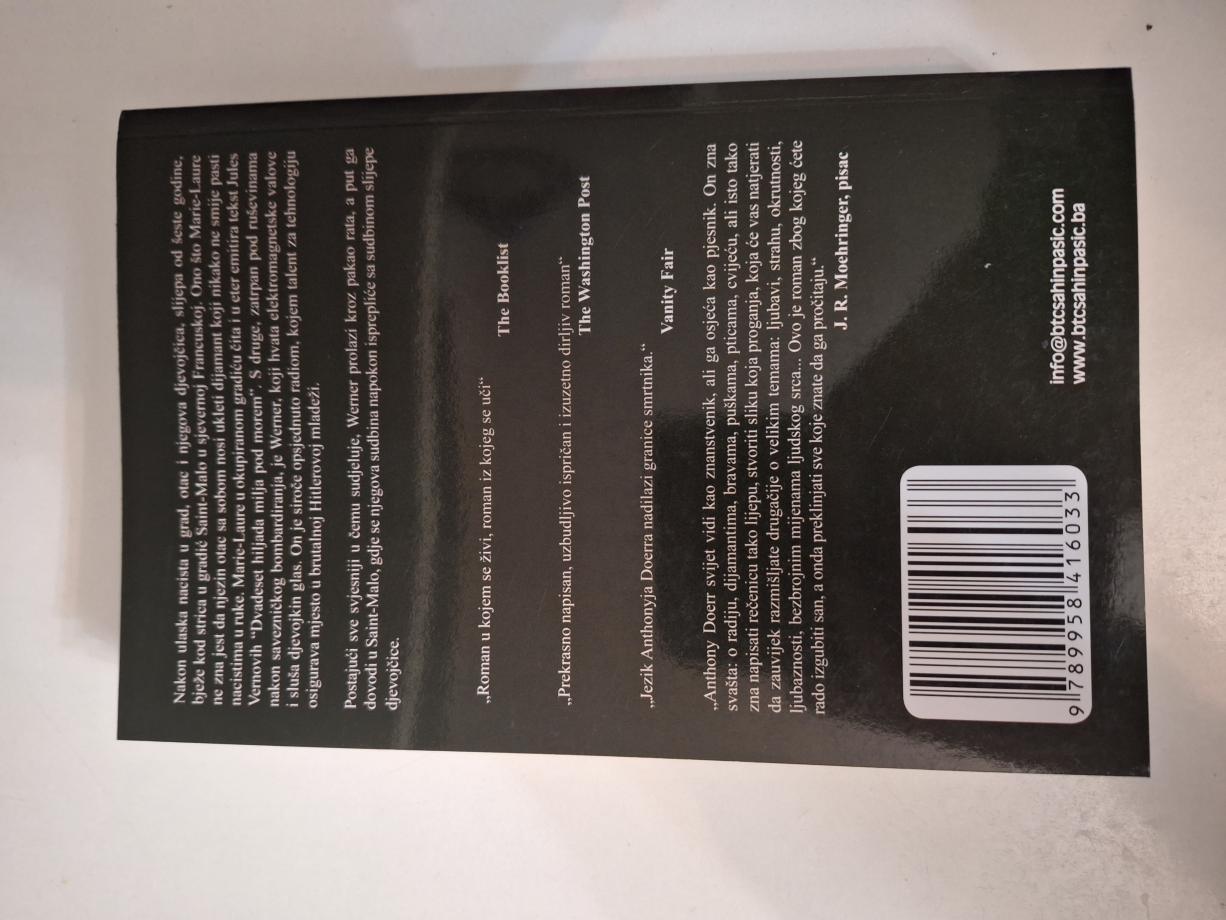 Nakon ulaska nacista u grad, otac i njegova djevojčica, slijepa od šeste godine,
bježe kod strica u gradić Saint-Malo u sjevernoj Francuskoj. Ono što Marie-Laure
ne zna jest da njezin otac sa sobom nosi ukleti dijamant koji nikako ne smije pasti
nacistima u ruke. Marie-Laure u okupiranom gradiću čita i u eter emitira tekst Jules
Vernovih “Dvadeset hiljada milja pod morem”. S druge, zatrpan pod ruševinama
nakon savezničkog bombardiranja, je Werner, koji hvata elektromagnetske valove
i sluša djevojkin glas. On je siroče opsjednuto radiom, kojem talent za tehnologiju
osigurava mjesto u brutalnoj Hitlerovoj mladeži.
Postajući sve svjesniji u čemu sudjeluje, Werner prolazi kroz pakao rata, a put ga
dovodi u Saint-Malo, gdje se njegova sudbina napokon isprepliće sa sudbinom slijepe
djevojčice.
„Roman u kojem se živi, roman iz kojeg se uči“
The Booklist
„Prekrasno napisan, uzbudljivo ispričan i izuzetno dirljiv roman“
The Washington Post
„Jezik Anthonyja Doerra nadilazi granice smrtnika.“
Vanity Fair
„Anthony Doerr svijet vidi kao znanstvenik, ali ga osjeća kao pjesnik. On zna
svašta: o radiju, dijamantima, bravama, puškama, pticama, cvijeću, ali isto tako
zna napisati rečenicu tako lijepu, stvoriti sliku koja proganja, koja će vas natjerati
da zauvijek razmišljate drugačije o velikim temama: ljubavi, strahu, okrutnosti,
ljubaznosti, bezbrojnim mijenama ljudskog srca... Ovo je roman zbog kojeg ćete
rado izgubiti san, a onda preklinjati sve koje znate da ga pročitaju.“
J. R. Moehringer, pisac
9 789958 416033
info@btcsahinpasic.com
www.btcsahinpasic.ba